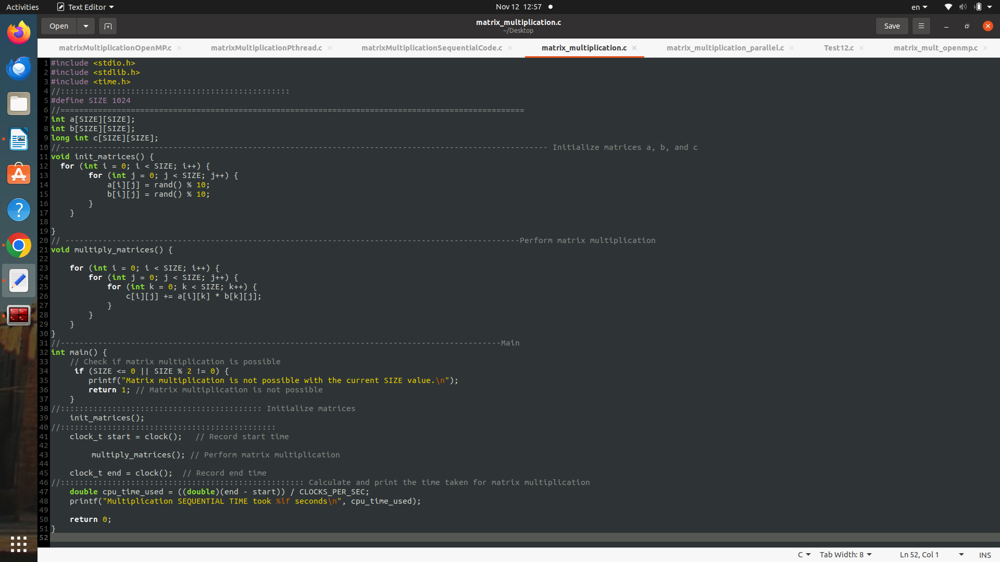 Activities Text Editor Nov 12 12:57 en
Open matrix_multiplication.c Save
~/Desktop
matrixMultiplicationOpenMP.c matrixMultiplicationPthread.c matrixMultiplicationSequentialCode.c matrix_multiplication.c matrix_multiplication_parallel.c Test12.c matrix_mult_openmp.c
1 #include <stdio.h>
2 #include <stdlib.h>
3 #include <time.h>
4 //:::::::::::::::::::::::::::::::::::::::::::::::::
5 #define SIZE 1024
6 //===================================================================================================
7 int a[SIZE][SIZE];
8 int b[SIZE][SIZE];
9 long int c[SIZE][SIZE];
10 //-------------------------------------------------------------------------------------------------------- Initialize matrices a, b, and c
11 void init_matrices() {
12   for (int i = 0; i < SIZE; i++) {
13         for (int j = 0; j < SIZE; j++) {
14             a[i][j] = rand() % 10;
15             b[i][j] = rand() % 10;
16         }
17     }
18
19 }
20 // -------------------------------------------------------------------------------------------------Perform matrix multiplication
21 void multiply_matrices() {
22
23     for (int i = 0; i < SIZE; i++) {
24         for (int j = 0; j < SIZE; j++) {
25             for (int k = 0; k < SIZE; k++) {
26                 c[i][j] += a[i][k] * b[k][j];
27             }
28         }
29     }
30 }
31 //----------------------------------------------------------------------------------------------Main
32 int main() {
33     // Check if matrix multiplication is possible
34      if (SIZE <= 0 || SIZE % 2 != 0) {
35         printf("Matrix multiplication is not possible with the current SIZE value.\n");
36         return 1; // Matrix multiplication is not possible
37     }
38 //::::::::::::::::::::::::::::::::::::::::::: Initialize matrices
39     init_matrices();
40 //::::::::::::::::::::::::::::::::::::::::::::::
41     clock_t start = clock();   // Record start time
42
43         multiply_matrices(); // Perform matrix multiplication
44
45     clock_t end = clock();  // Record end time
46 //:::::::::::::::::::::::::::::::::::::::::::::::::::: Calculate and print the time taken for matrix multiplication
47     double cpu_time_used = ((double)(end - start)) / CLOCKS_PER_SEC;
48     printf("Multiplication SEQUENTIAL TIME took %lf seconds\n", cpu_time_used);
49
50     return 0;
51 }
52
C Tab Width: 8 Ln 52, Col 1 INS